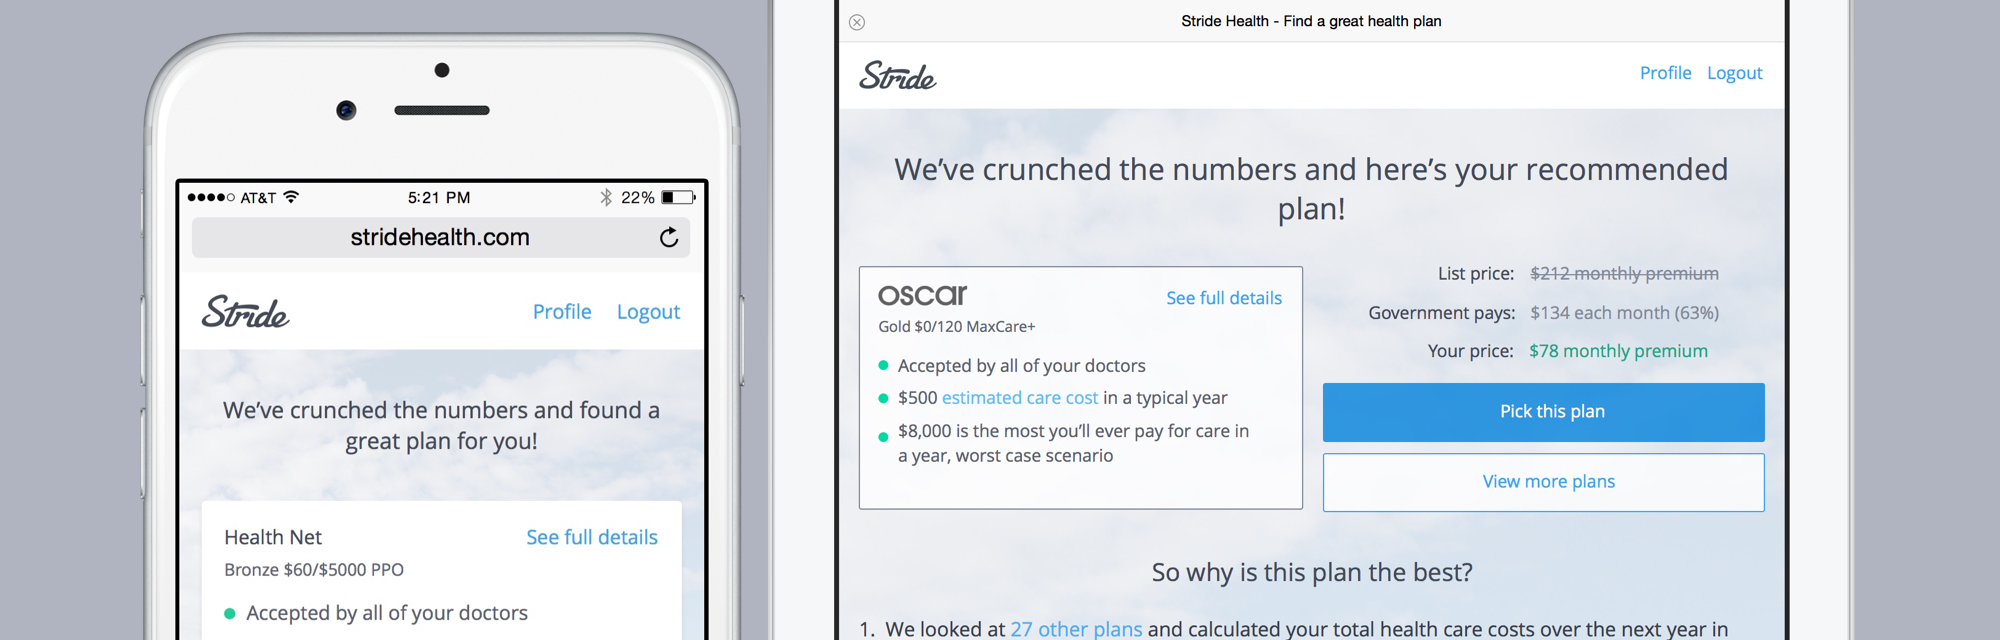 AT&T
5:21 PM
22%
stridehealth.com
Stride
Profile
Logout
We’ve crunched the numbers and found a
great plan for you!
Health Net
See full details
Bronze $60/$5000 PPO
Accepted by all of your doctors
Stride Health - Find a great health plan
Stride
Profile
Logout
We’ve crunched the numbers and here’s your recommended
plan!
oscar
See full details
Gold $0/120 MaxCare+
Accepted by all of your doctors
$500 estimated care cost in a typical year
$8,000 is the most you’ll ever pay for care in
a year, worst case scenario
List price: $212 monthly premium
Government pays: $134 each month (63%)
Your price: $78 monthly premium
Pick this plan
View more plans
So why is this plan the best?
1. We looked at 27 other plans and calculated your total health care costs over the next year in